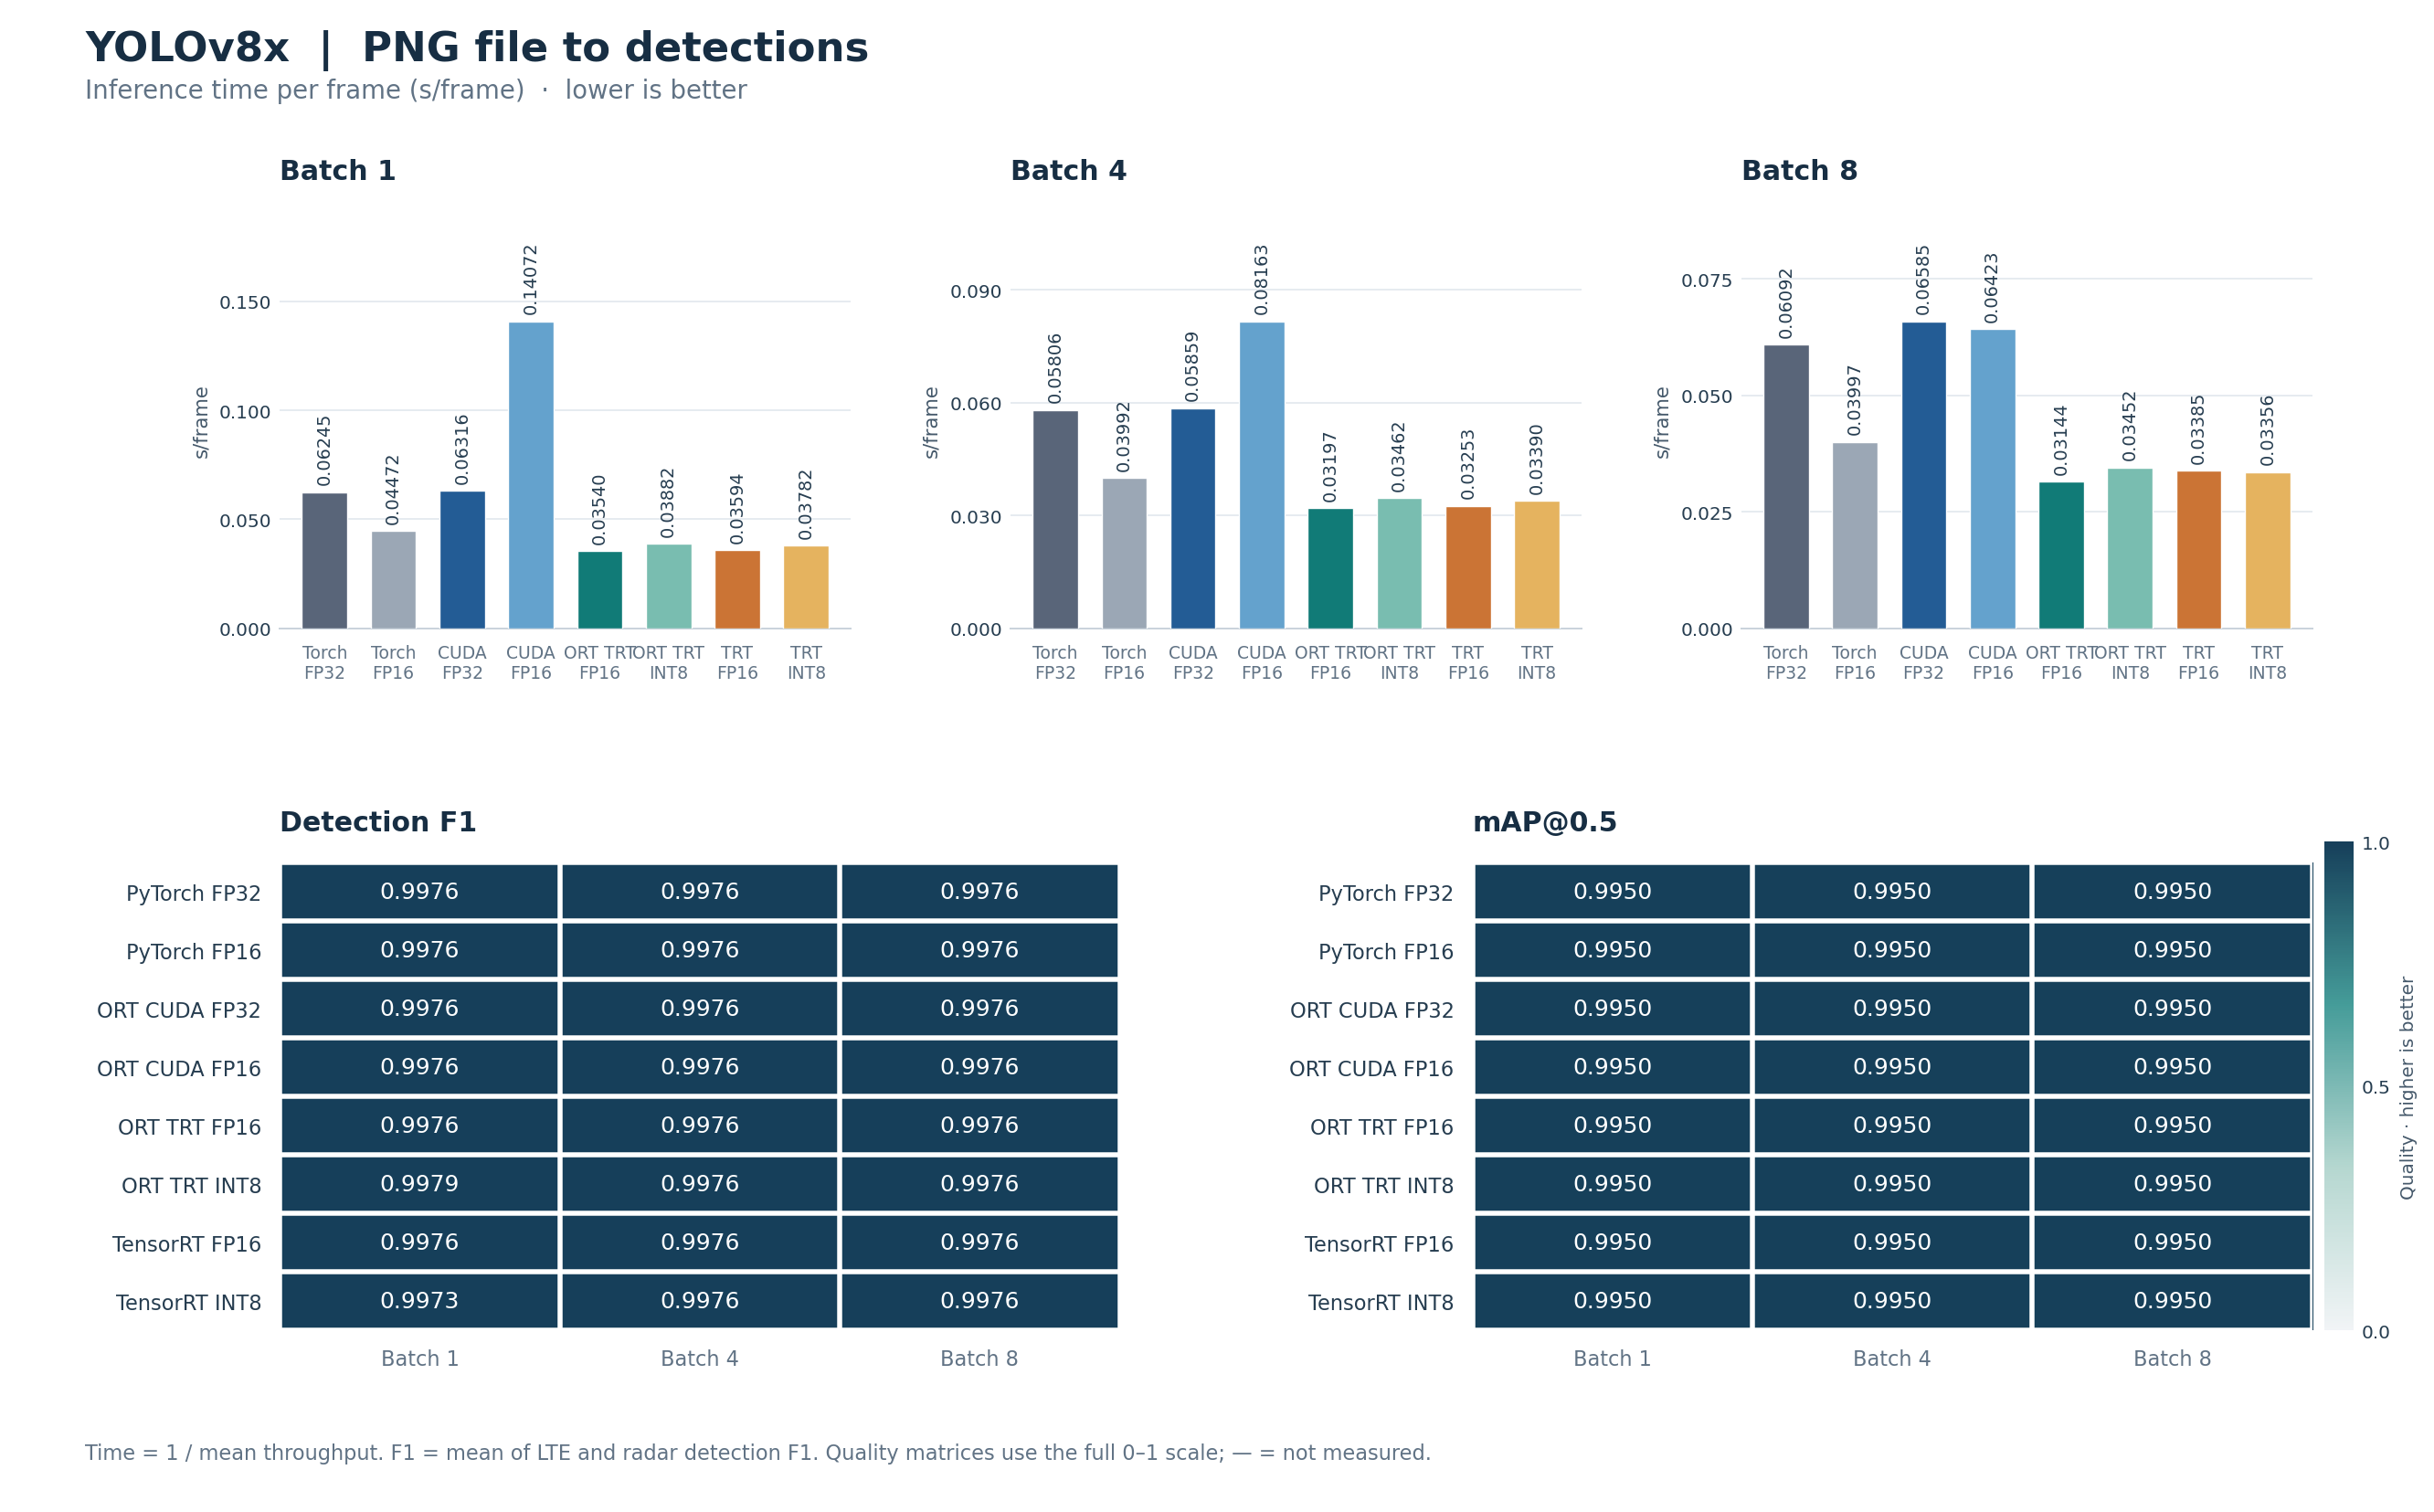 YOLOv8x | PNG file to detections
Inference time per frame (s/frame) · lower is better
Batch 1
s/frame
0.150
0.100
0.050
0.000
0.06245
0.04472
0.06316
0.14072
0.03540
0.03882
0.03594
0.03782
Torch FP32
Torch FP16
CUDA FP32
CUDA FP16
ORT TRT FP16
ORT TRT INT8
TRT FP16
TRT INT8
Batch 4
s/frame
0.090
0.060
0.030
0.000
0.05806
0.03992
0.05859
0.08163
0.03197
0.03462
0.03253
0.03390
Torch FP32
Torch FP16
CUDA FP32
CUDA FP16
ORT TRT FP16
ORT TRT INT8
TRT FP16
TRT INT8
Batch 8
s/frame
0.075
0.050
0.025
0.000
0.06092
0.03997
0.06585
0.06423
0.03144
0.03452
0.03385
0.03356
Torch FP32
Torch FP16
CUDA FP32
CUDA FP16
ORT TRT FP16
ORT TRT INT8
TRT FP16
TRT INT8
Detection F1
PyTorch FP32 0.9976 0.9976 0.9976
PyTorch FP16 0.9976 0.9976 0.9976
ORT CUDA FP32 0.9976 0.9976 0.9976
ORT CUDA FP16 0.9976 0.9976 0.9976
ORT TRT FP16 0.9976 0.9976 0.9976
ORT TRT INT8 0.9979 0.9976 0.9976
TensorRT FP16 0.9976 0.9976 0.9976
TensorRT INT8 0.9973 0.9976 0.9976
Batch 1 Batch 4 Batch 8
mAP@0.5
PyTorch FP32 0.9950 0.9950 0.9950
PyTorch FP16 0.9950 0.9950 0.9950
ORT CUDA FP32 0.9950 0.9950 0.9950
ORT CUDA FP16 0.9950 0.9950 0.9950
ORT TRT FP16 0.9950 0.9950 0.9950
ORT TRT INT8 0.9950 0.9950 0.9950
TensorRT FP16 0.9950 0.9950 0.9950
TensorRT INT8 0.9950 0.9950 0.9950
Batch 1 Batch 4 Batch 8
1.0
0.5
0.0
Quality · higher is better
Time = 1 / mean throughput. F1 = mean of LTE and radar detection F1. Quality matrices use the full 0–1 scale; — = not measured.